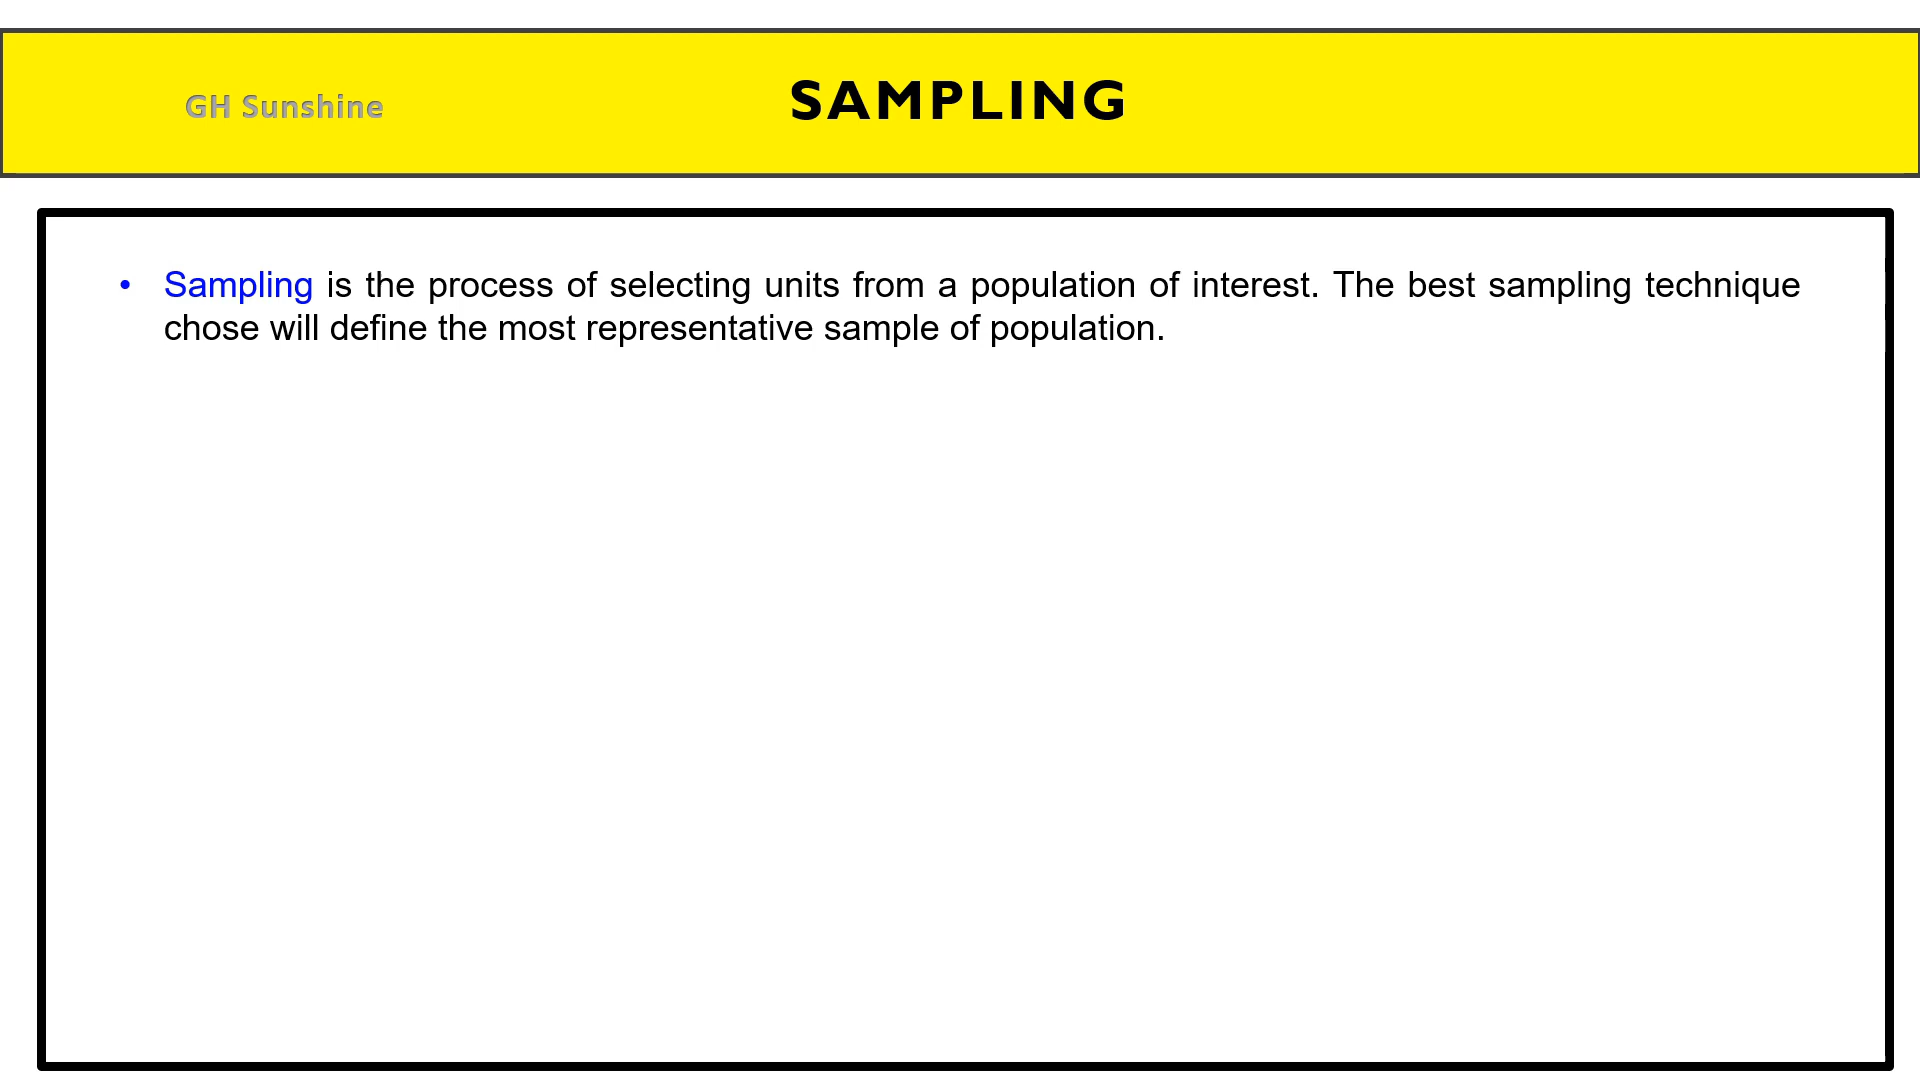 GH Sunshine
SAMPLING
• Sampling is the process of selecting units from a population of interest. The best sampling technique
chose will define the most representative sample of population.